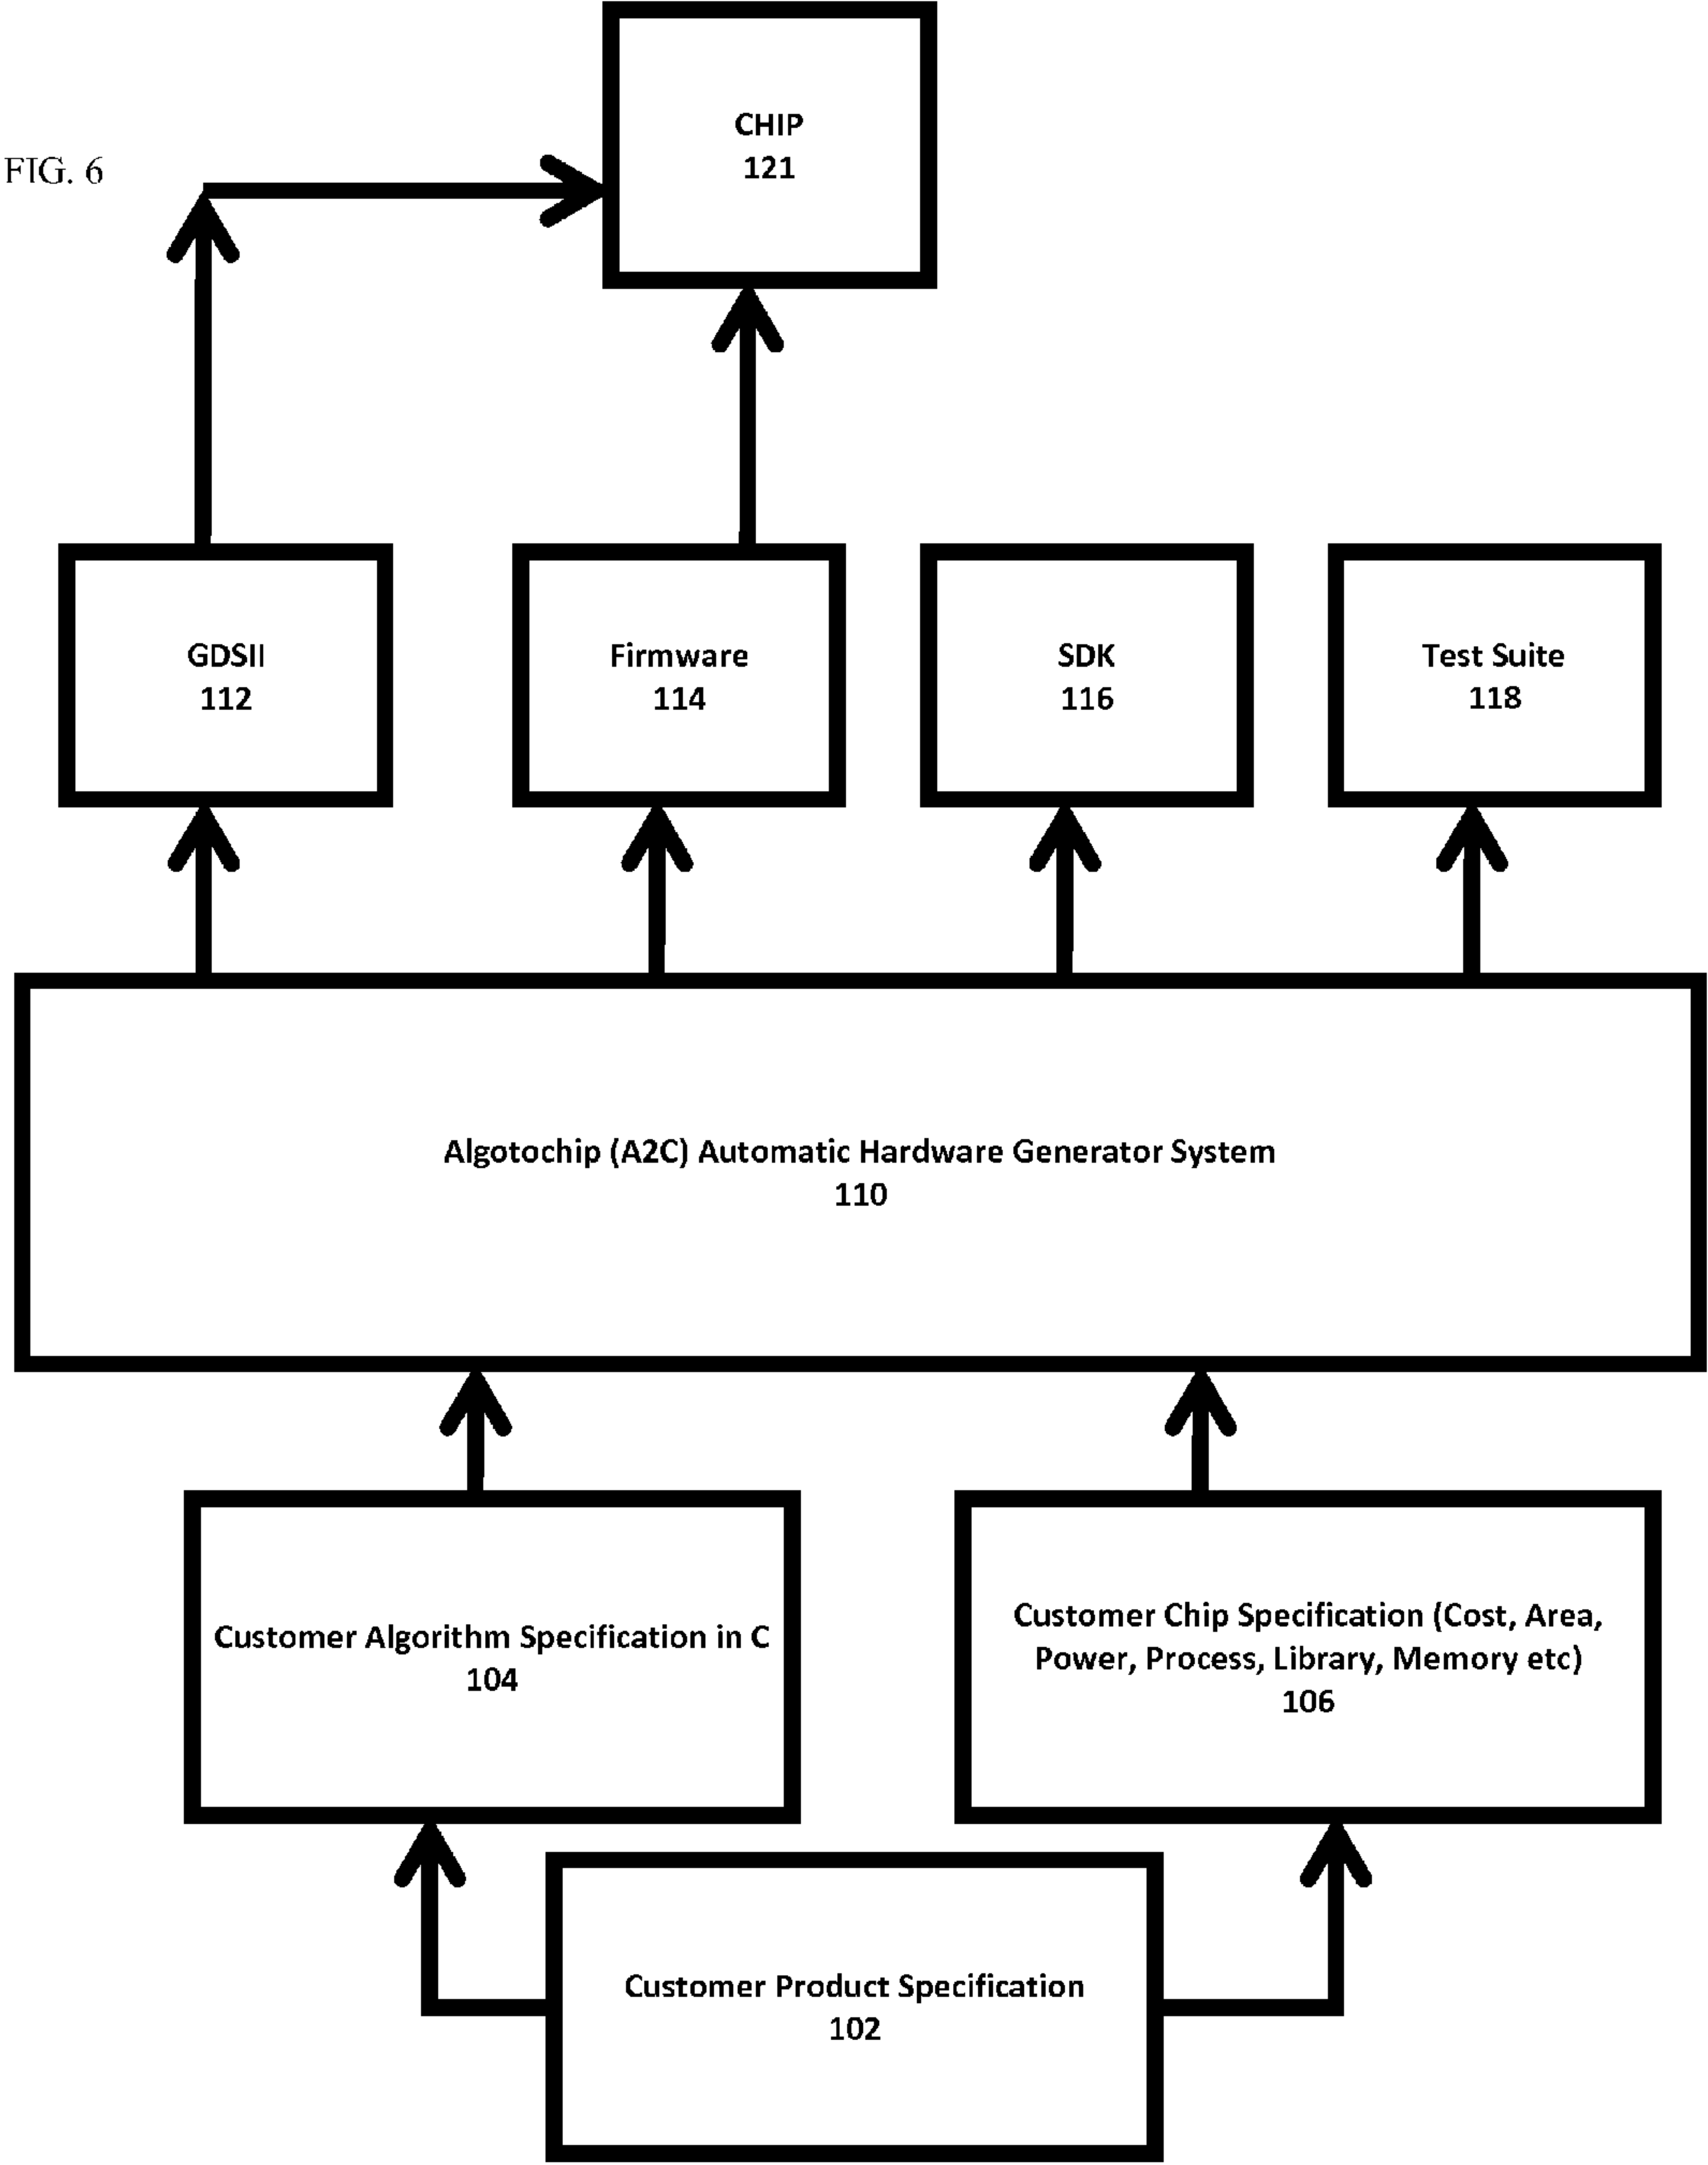 CHIP
121
FIG. 6
GDSII
112
Firmware
114
SDK
116
Test Suite
118
Algotochip (A2C) Automatic Hardware Generator System
110
Customer Algorithm Specification in C
104
Customer Chip Specification (Cost, Area,
Power, Process, Library, Memory etc)
106
Customer Product Specification
102